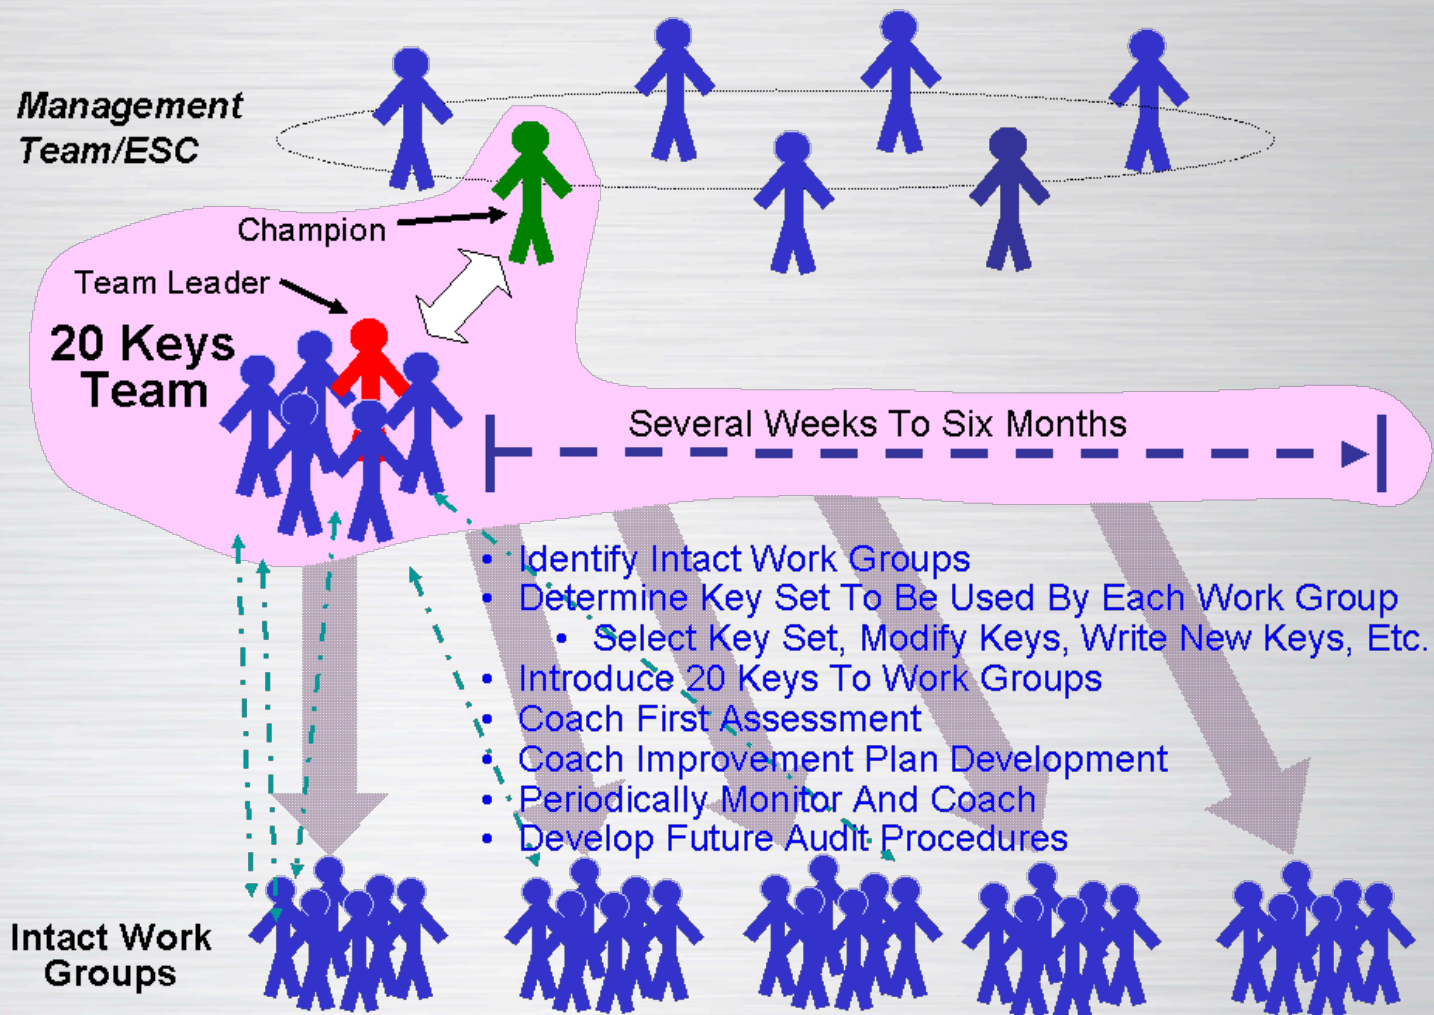 Management
Team/ESC
Champion
Team Leader
20 Keys
Team
Several Weeks To Six Months
• Identify Intact Work Groups
• Determine Key Set To Be Used By Each Work Group
• Select Key Set, Modify Keys, Write New Keys, Etc.
• Introduce 20 Keys To Work Groups
• Coach First Assessment
• Coach Improvement Plan Development
• Periodically Monitor And Coach
• Develop Future Audit Procedures
Intact Work
Groups